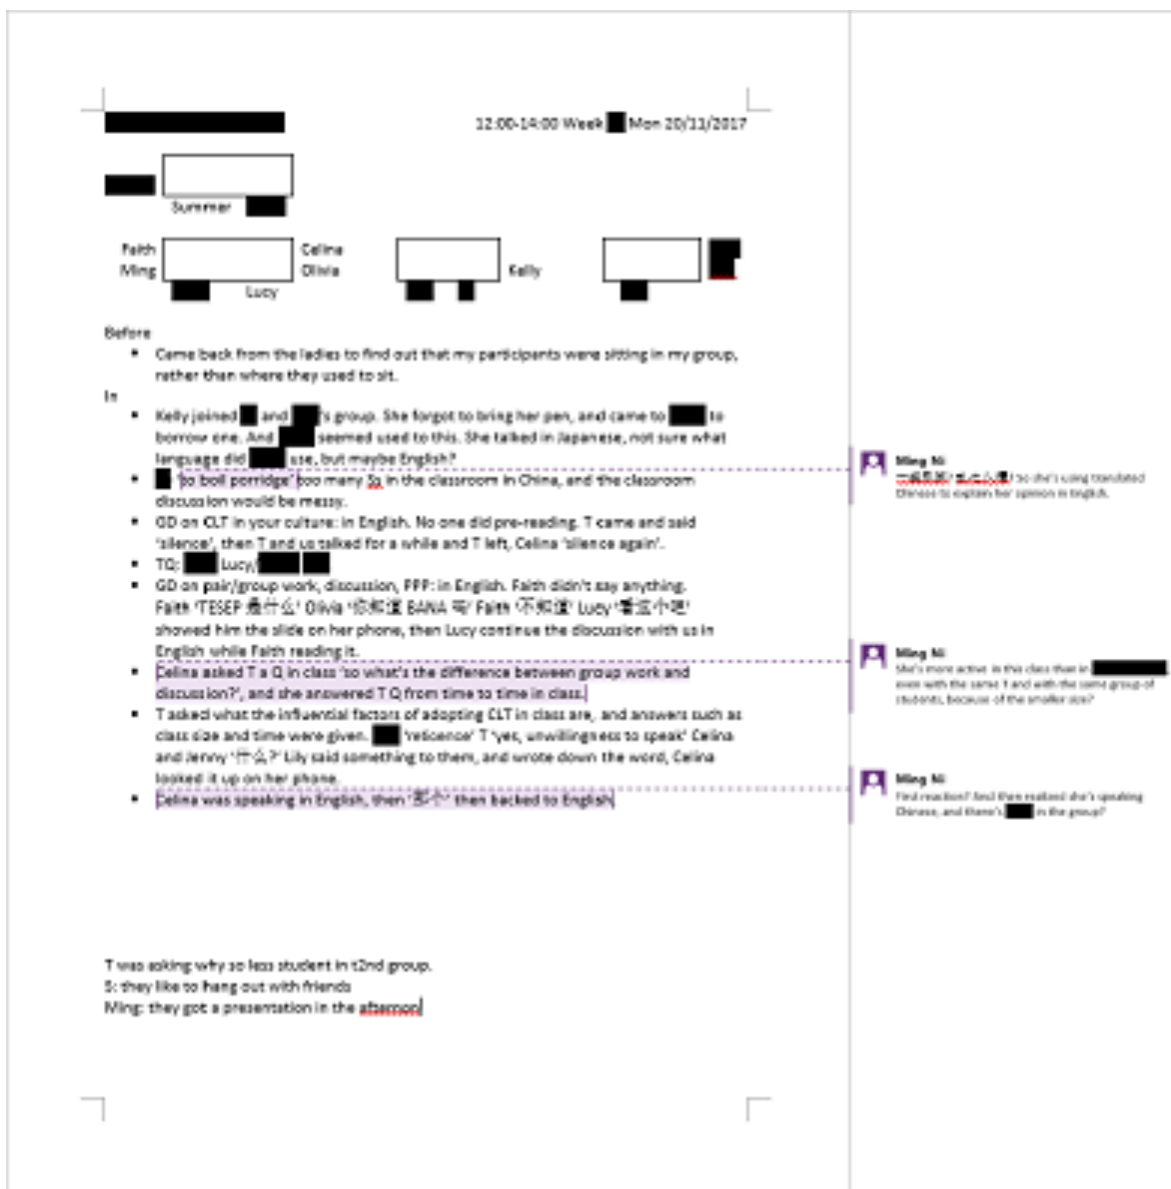 12:00-14:00 Week Mon 20/11/2017
Summer
Faith Celina
Ming Olivia Kelly
Lucy
Before
Came back from the ladies to find out that my participants were sitting in my group,
rather than where they used to sit.
In
Kelly joined and 's group. She forgot to bring her pen, and came to to
borrow one. And seemed used to this. She talked in Japanese, not sure what
language did use, but maybe English?
'to boil porridge' too many Ss in the classroom in China, and the classroom
discussion would be messy.
GD on CLT in your culture: in English. No one did pre-reading. T came and said
'silence', then T and us talked for a while and T left, Celina 'silence again'.
TQ: Lucy/
GD on pair/group work, discussion, PPP: in English. Faith didn't say anything.
Faith 'TESEP 是什么' Olivia '你知道 BANA 吗' Faith '不知道' Lucy '看这个吧'
showed him the slide on her phone, then Lucy continue the discussion with us in
English while Faith reading it.
Celina asked T a Q in class 'so what's the difference between group work and
discussion?', and she answered T Q from time to time in class.
T asked what the influential factors of adopting CLT in class are, and answers such as
class size and time were given. 'reticence' T 'yes, unwillingness to speak' Celina
and Jenny '什么?' Lily said something to them, and wrote down the word, Celina
looked it up on her phone.
Celina was speaking in English, then '那个' then backed to English
T was asking why so less student in t2nd group.
S: they like to hang out with friends
Ming: they got a presentation in the afternon
Ming Ni
So she's using translated
Chinese to explain her opinion in English.
Ming Ni
She's more active in this class than in
even with the same T and with the same group of
students, because of the smaller size?
Ming Ni
First reaction? And then realized she's speaking
Chinese, and there's in the group?